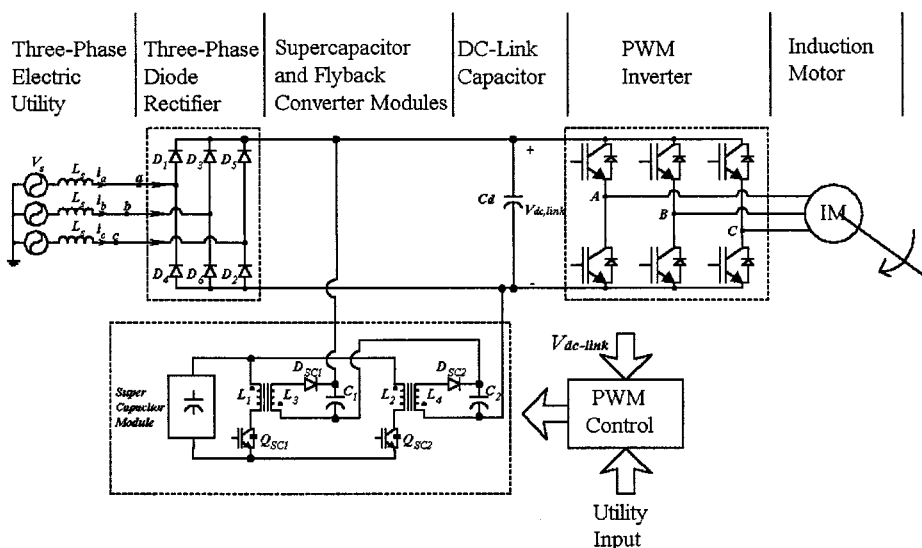 Three-Phase
Electric
Utility
Three-Phase
Diode
Rectifier
Supercapacitor
and Flyback
Converter Modules
DC-Link
Capacitor
PWM
Inverter
Induction
Motor
Vs
Ls ia a
Ls ib b
Ls ic c
D1 D3 D5
D4 D6 D2
Cd
+
Vdc,link
-
A
B
C
IM
Super
Capacitor
Module
L1 L3
DSC1
C1
QSC1
L2 L4
DSC2
C2
QSC2
Vdc-link
PWM
Control
Utility
Input